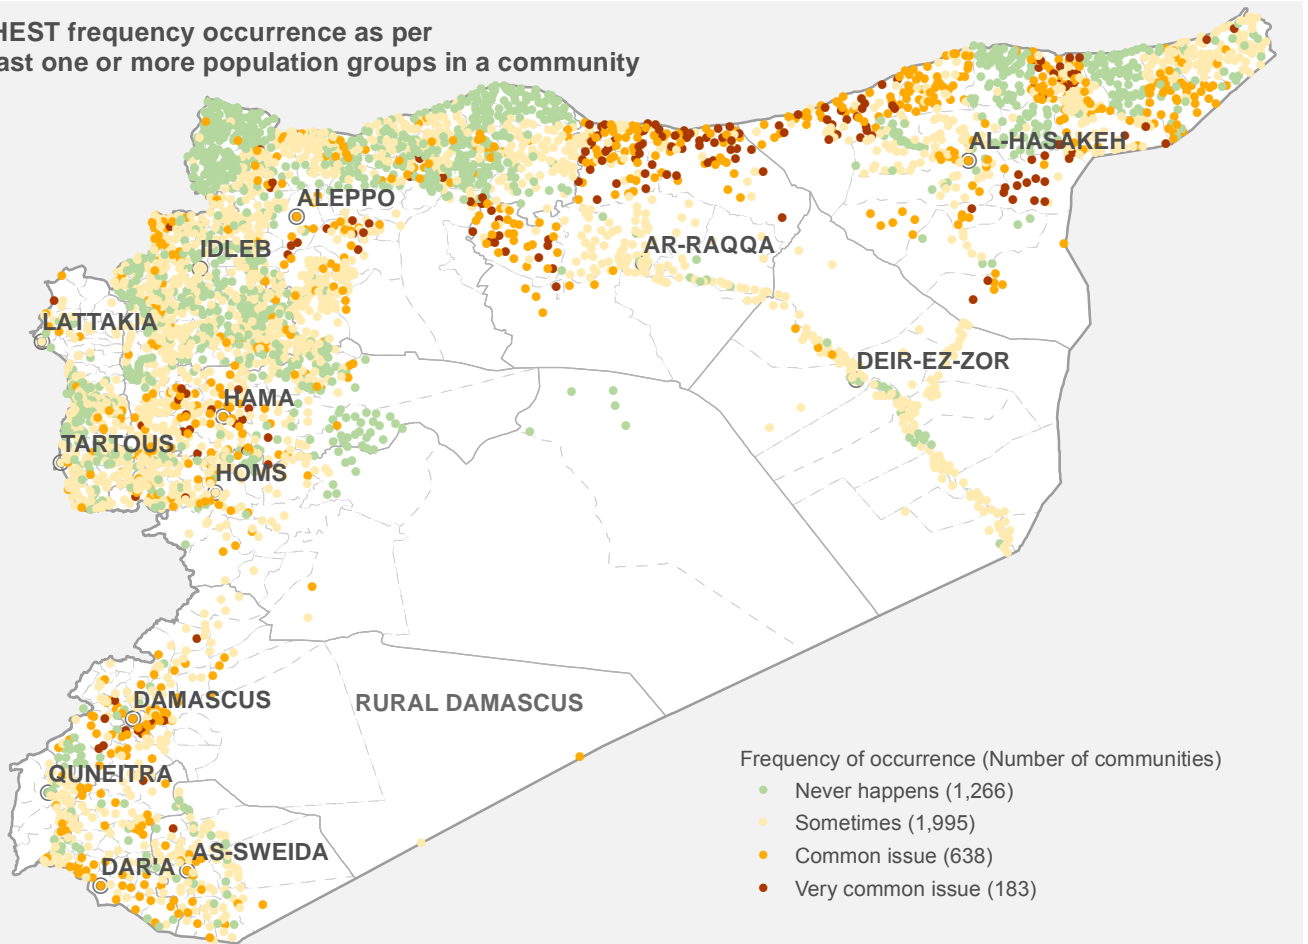 HEST frequency occurrence as per
ast one or more population groups in a community
AL-HASAKEH
ALEPPO
IDLEB
AR-RAQQA
LATTAKIA
DEIR-EZ-ZOR
HAMA
TARTOUS
HOMS
DAMASCUS
RURAL DAMASCUS
QUNEITRA
AS-SWEIDA
DAR'A
Frequency of occurrence (Number of communities)
Never happens (1,266)
Sometimes (1,995)
Common issue (638)
Very common issue (183)